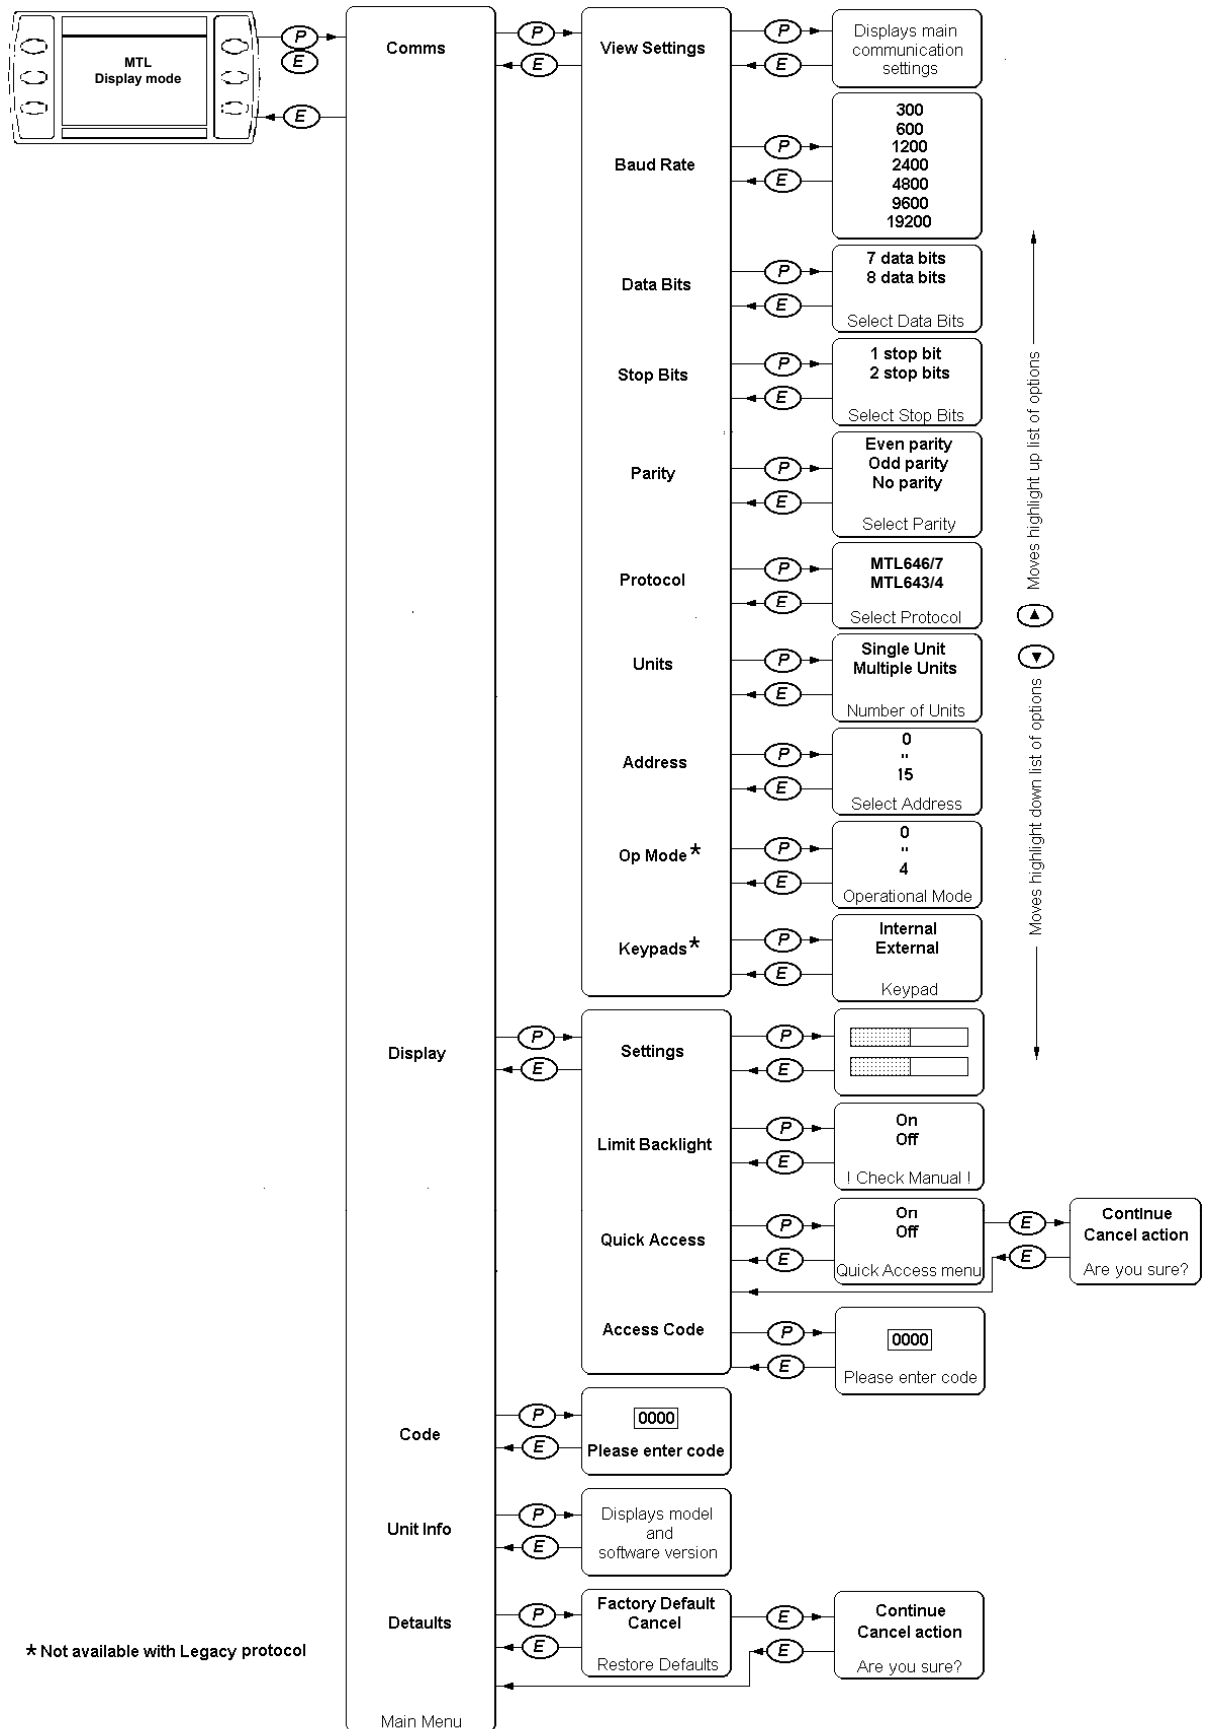 MTL
Display mode
P
E
E
Comms
P
E
View Settings
P
E
Displays main
communication
settings
Baud Rate
P
E
300
600
1200
2400
4800
9600
19200
Data Bits
P
E
7 data bits
8 data bits
Select Data Bits
Stop Bits
P
E
1 stop bit
2 stop bits
Select Stop Bits
Parity
P
E
Even parity
Odd parity
No parity
Select Parity
Protocol
P
E
MTL646/7
MTL643/4
Select Protocol
Units
P
E
Single Unit
Multiple Units
Number of Units
Address
P
E
0
"
15
Select Address
Op Mode*
P
E
0
"
4
Operational Mode
Keypads*
P
E
Internal
External
Keypad
Moves highlight up list of options
Moves highlight down list of options
Display
P
E
Settings
P
E
Limit Backlight
P
E
On
Off
! Check Manual !
Quick Access
P
E
On
Off
Quick Access menu
E
E
Continue
Cancel action
Are you sure?
Access Code
P
E
0000
Please enter code
Code
P
E
0000
Please enter code
Unit Info
P
E
Displays model
and
software version
Detaults
P
E
Factory Default
Cancel
Restore Defaults
E
E
Continue
Cancel action
Are you sure?
* Not available with Legacy protocol
Main Menu